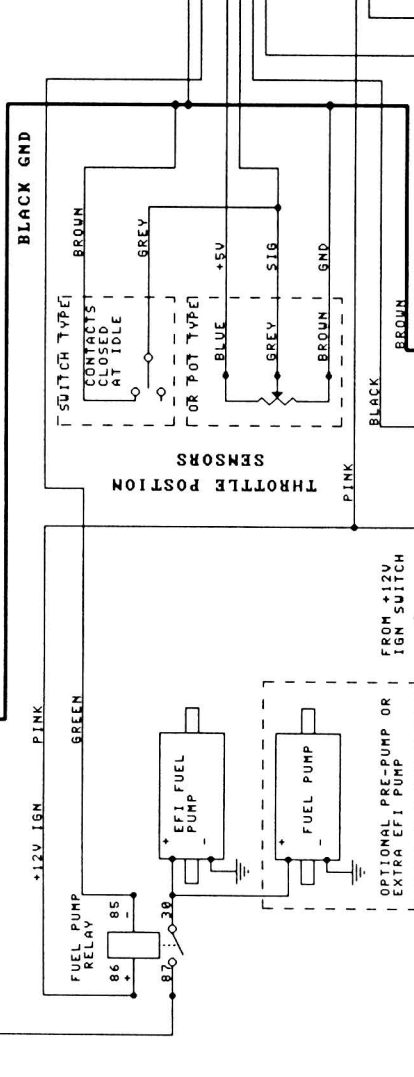 BLACK GND
BROWN
GREY
+5V
SIG
GND
SWITCH TYPE
CONTACTS
CLOSED
AT IDLE
OR POT TYPE
BLUE
GREY
BROWN
BROWN
BLACK
THROTTLE POSTION
SENSORS
PINK
FROM +12V
IGN SWITCH
+12V IGN
PINK
GREEN
+
EFI FUEL
PUMP
-
+
FUEL PUMP
-
OPTIONAL PRE-PUMP OR
EXTRA EFI PUMP
FUEL PUMP
RELAY
85
-
86
+
30
87